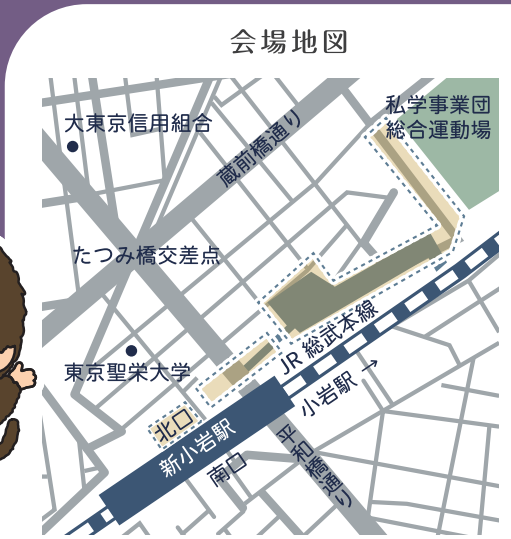 会場地図
私学事業団
総合運動場
大東京信用組合
蔵前橋通り
たつみ橋交差点
JR 総武本線
東京聖栄大学
小岩駅 →
北口
新小岩駅
南口
平和橋通り